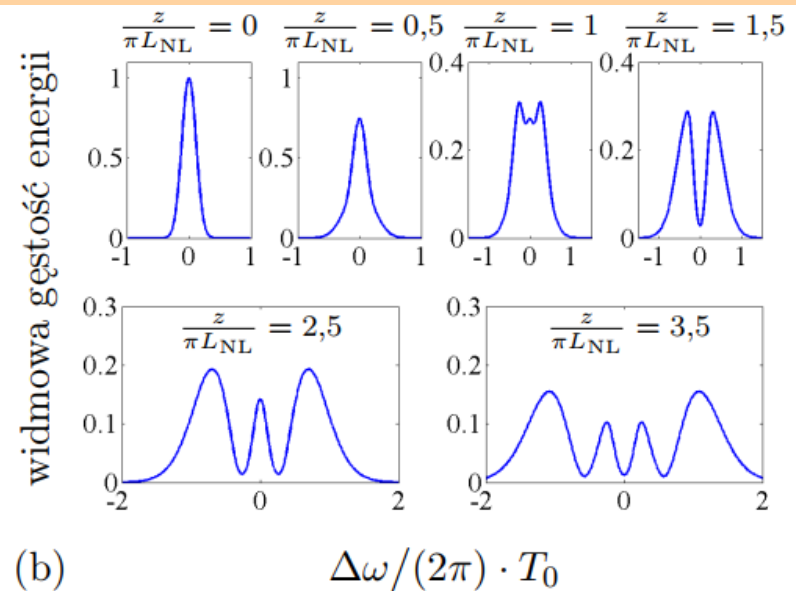 z/(πL_NL) = 0 z/(πL_NL) = 0,5 z/(πL_NL) = 1 z/(πL_NL) = 1,5
widmowa gęstość energii
1 0.5 0 -1 0 1
1 0.5 0 -1 0 1
0.4 0.2 0 -1 0 1
0.4 0.2 0 -1 0 1
z/(πL_NL) = 2,5 z/(πL_NL) = 3,5
0.3 0.2 0.1 0 -2 0 2
0.3 0.2 0.1 0 -2 0 2
(b) Δω/(2π) · T₀